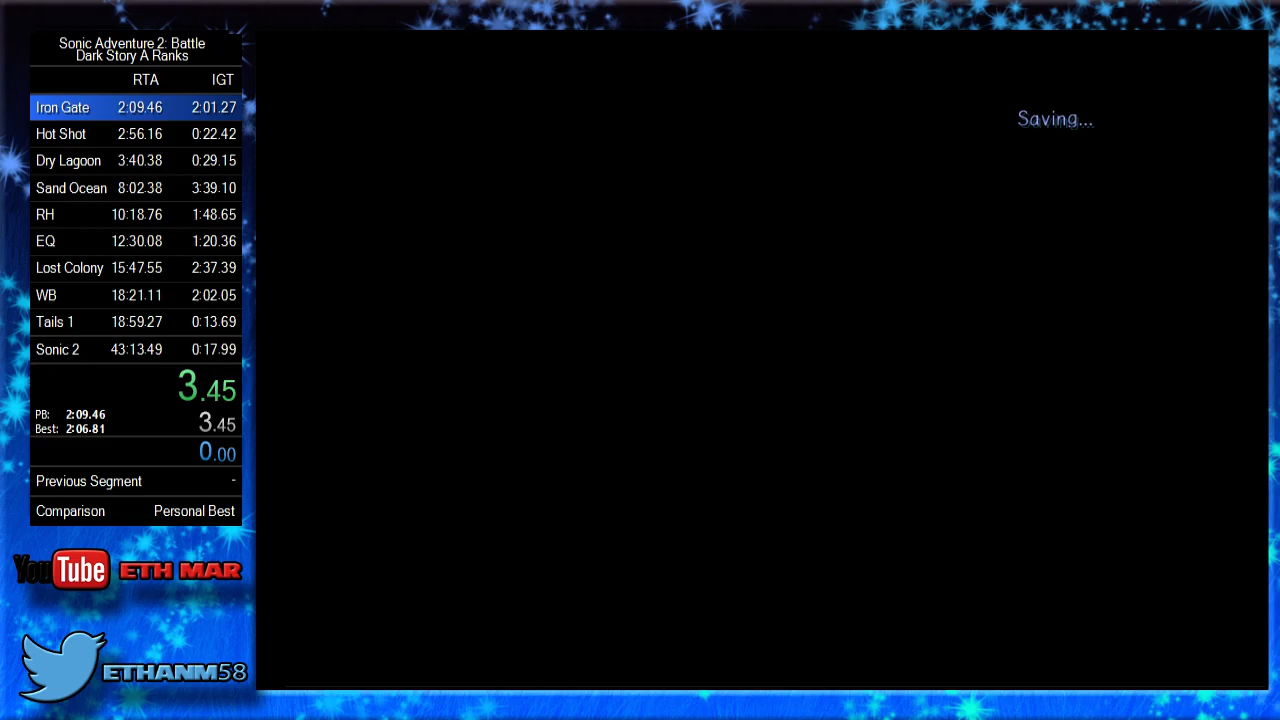 Sonic Adventure 2: Battle
Dark Story A Ranks
RTA IGT
Iron Gate 2:09.46 2:01.27
Hot Shot 2:56.16 0:22.42
Dry Lagoon 3:40.38 0:29.15
Sand Ocean 8:02.38 3:39.10
RH 10:18.76 1:48.65
EQ 12:30.08 1:20.36
Lost Colony 15:47.55 2:37.39
WB 18:21.11 2:02.05
Tails 1 18:59.27 0:13.69
Sonic 2 43:13.49 0:17.99
3.45
PB: 2:09.46
Best: 2:06.81
3.45
0.00
Previous Segment -
Comparison Personal Best
YouTube ETH MAR
ETHANM58
Saving...